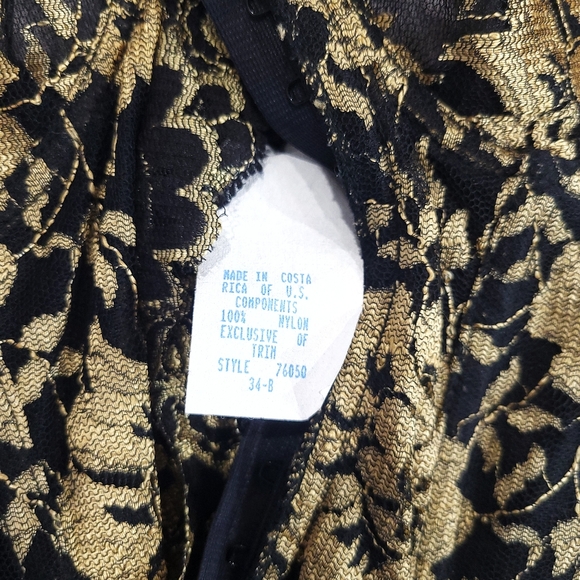 MADE IN COSTA
RICA OF U.S.
COMPONENTS
100% NYLON
EXCLUSIVE OF
TRIM
STYLE 76050
34-B